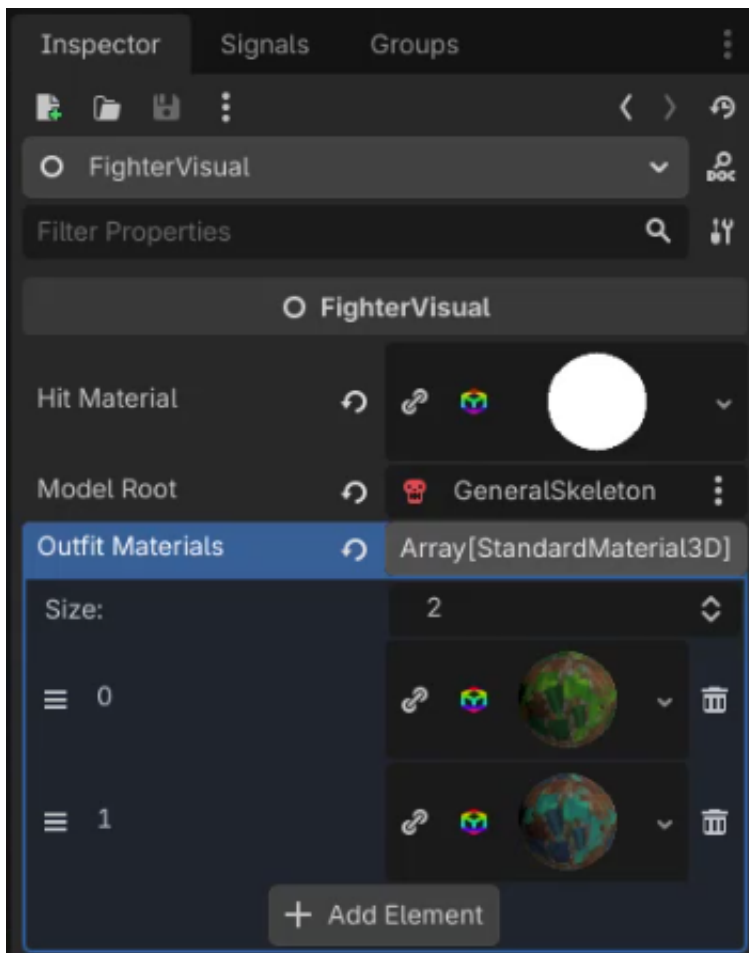 Inspector Signals Groups
FighterVisual
DOC
Filter Properties
FighterVisual
Hit Material
Model Root GeneralSkeleton
Outfit Materials Array[StandardMaterial3D]
Size: 2
0
1
+ Add Element